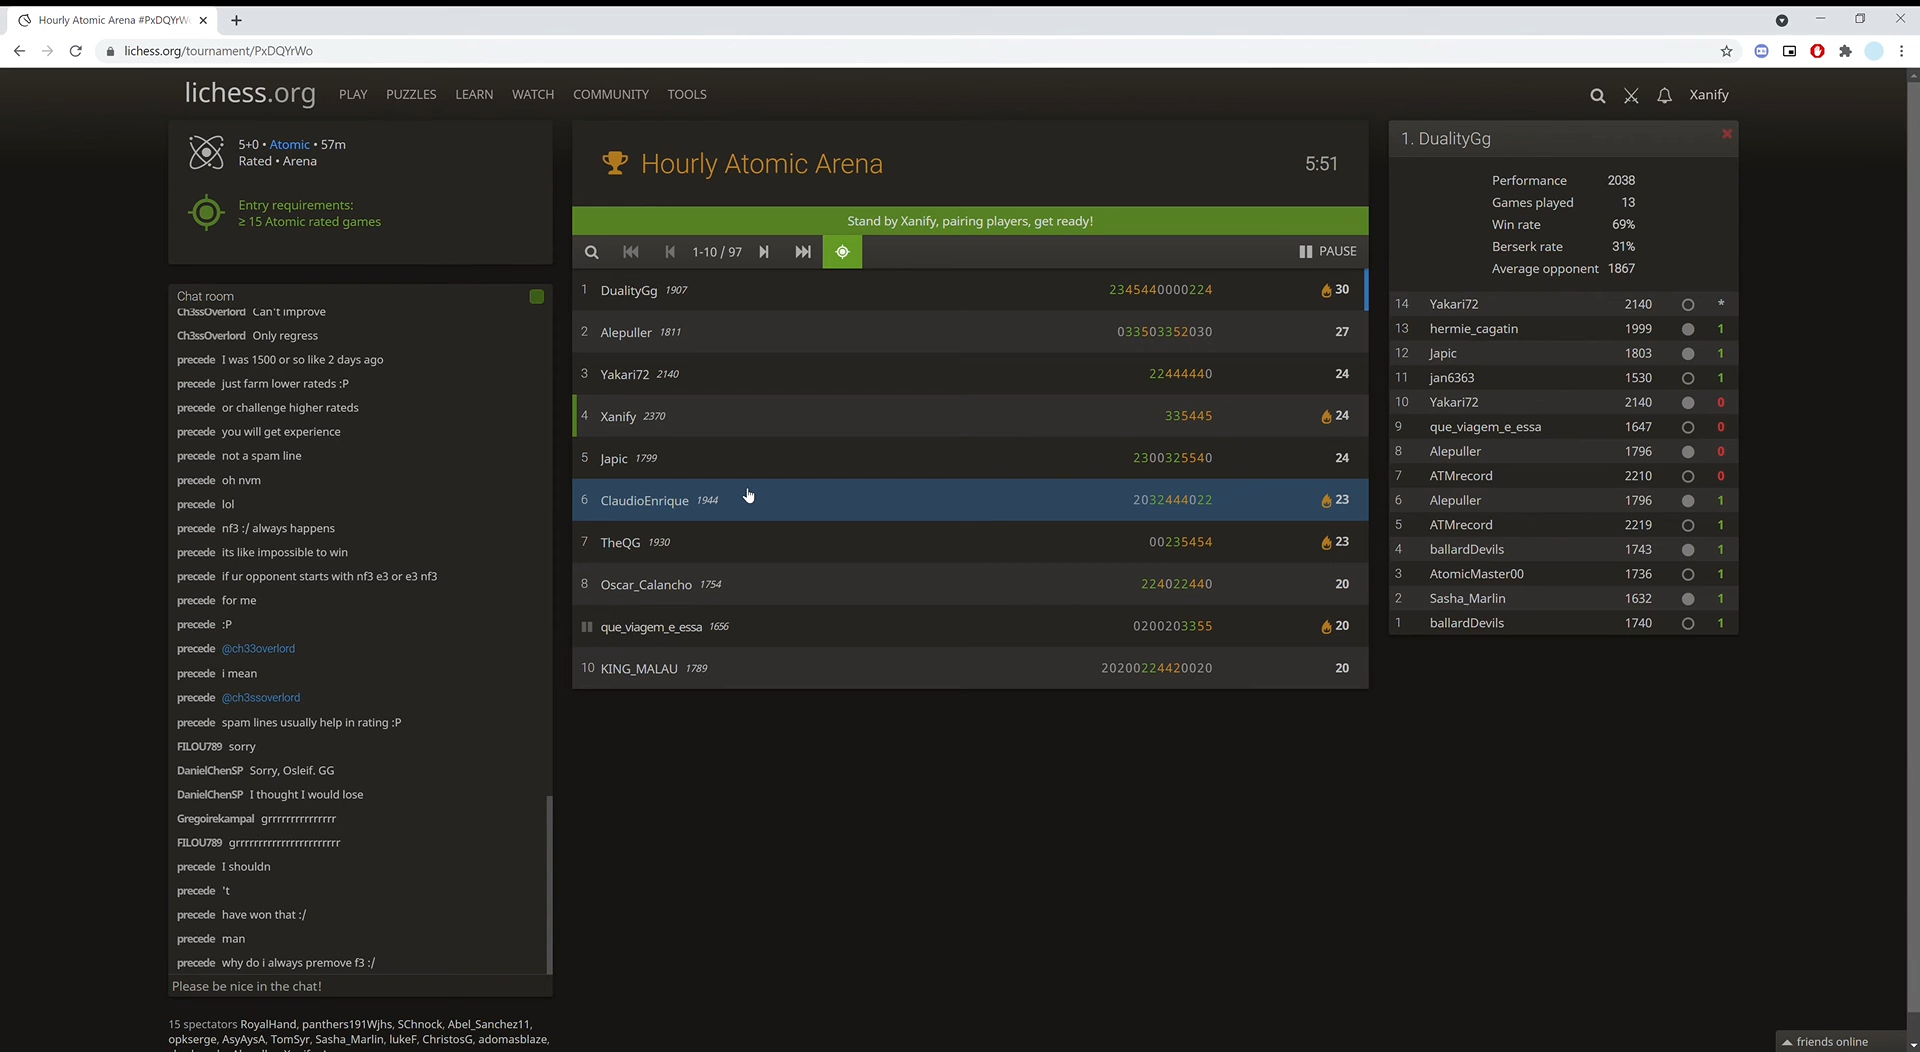 Hourly Atomic Arena #PxDQYrW
lichess.org/tournament/PxDQYrWo
lichess.org PLAY PUZZLES LEARN WATCH COMMUNITY TOOLS Xanify
5+0 • Atomic • 57m
Rated • Arena
Entry requirements:
≥ 15 Atomic rated games
Chat room
Ch3ssOverlord Can't improve
Ch3ssOverlord Only regress
precede I was 1500 or so like 2 days ago
precede just farm lower rateds :P
precede or challenge higher rateds
precede you will get experience
precede not a spam line
precede oh nvm
precede lol
precede nf3 :/ always happens
precede its like impossible to win
precede if ur opponent starts with nf3 e3 or e3 nf3
precede for me
precede :P
precede @ch33overlord
precede i mean
precede @ch3ssoverlord
precede spam lines usually help in rating :P
FILOU789 sorry
DanielChenSP Sorry, Osleif. GG
DanielChenSP I thought I would lose
Gregoirekampal grrrrrrrrrrrrrr
FILOU789 grrrrrrrrrrrrrrrrrrrrr
precede I shouldn
precede 't
precede have won that :/
precede man
precede why do i always premove f3 :/
Please be nice in the chat!
15 spectators RoyalHand, panthers191Wjhs, SChnock, Abel_Sanchez11,
opkserge, AsyAysA, TomSyr, Sasha_Marlin, lukeF, ChristosG, adomasblaze,
Hourly Atomic Arena 5:51
Stand by Xanify, pairing players, get ready!
1-10 / 97 PAUSE
1 DualityGg 1907 2345440000224 30
2 Alepuller 1811 033503352030 27
3 Yakari72 2140 22444440 24
4 Xanify 2370 335445 24
5 Japic 1799 2300325540 24
6 ClaudioEnrique 1944 2032444022 23
7 TheQG 1930 00235454 23
8 Oscar_Calancho 1754 224022440 20
que_viagem_e_essa 1656 0200203355 20
10 KING_MALAU 1789 20200224420020 20
1. DualityGg
Performance 2038
Games played 13
Win rate 69%
Berserk rate 31%
Average opponent 1867
14 Yakari72 2140 *
13 hermie_cagatin 1999 1
12 Japic 1803 1
11 jan6363 1530 1
10 Yakari72 2140 0
9 que_viagem_e_essa 1647 0
8 Alepuller 1796 0
7 ATMrecord 2210 0
6 Alepuller 1796 1
5 ATMrecord 2219 1
4 ballardDevils 1743 1
3 AtomicMaster00 1736 1
2 Sasha_Marlin 1632 1
1 ballardDevils 1740 1
friends online